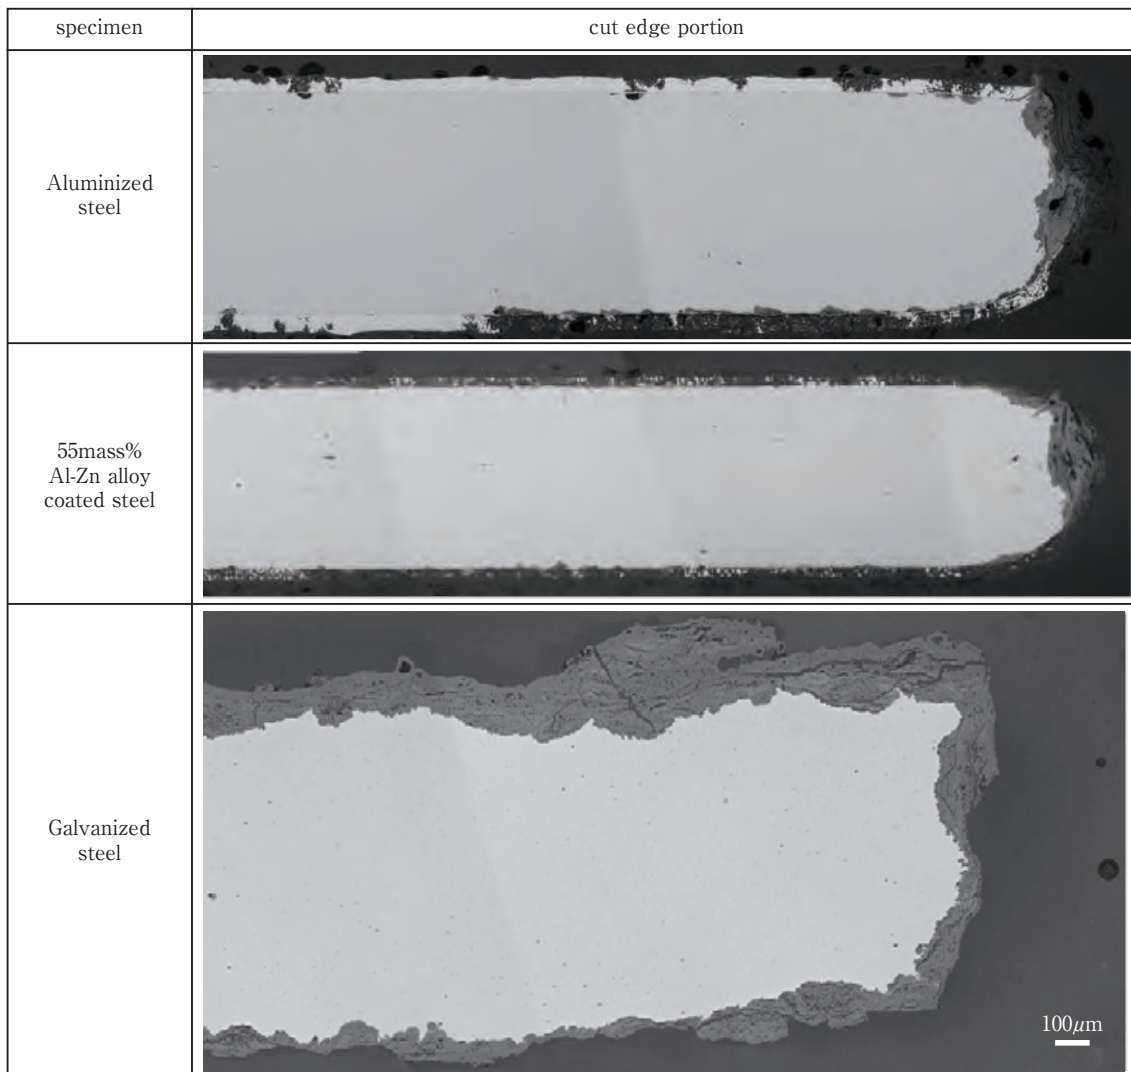 specimen
cut edge portion
Aluminized
steel
55mass%
Al-Zn alloy
coated steel
Galvanized
steel
100μm